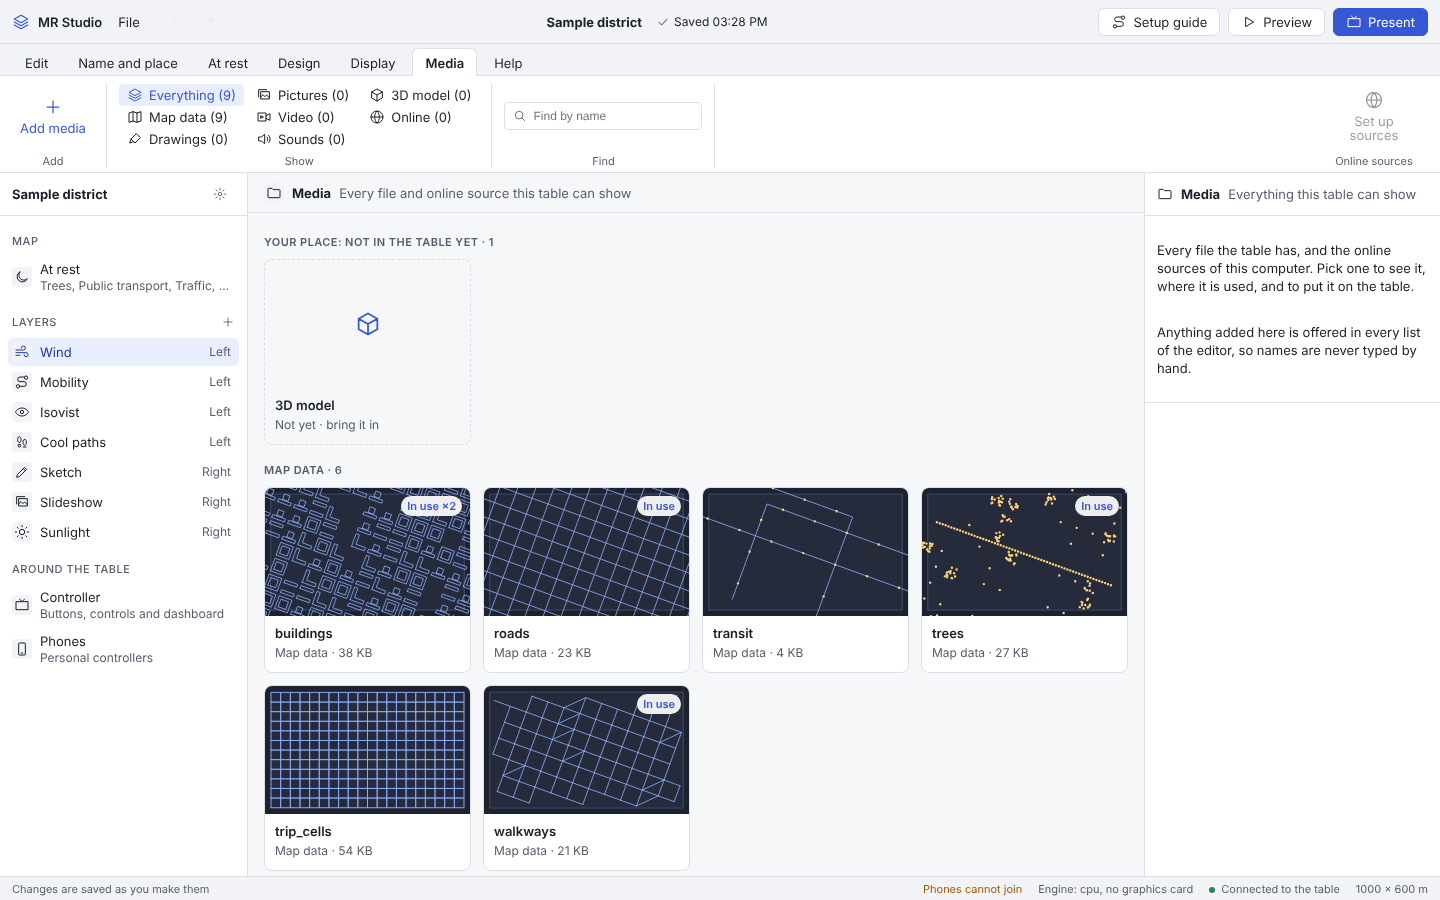 MR Studio
File
Sample district
Saved 03:28 PM
Setup guide
Preview
Present
Edit
Name and place
At rest
Design
Display
Media
Help
Add media
Add
Everything (9)
Pictures (0)
3D model (0)
Map data (9)
Video (0)
Online (0)
Drawings (0)
Sounds (0)
Show
Find by name
Find
Set up
sources
Online sources
Sample district
MAP
At rest
Trees, Public transport, Traffic, ...
LAYERS
Wind
Left
Mobility
Left
Isovist
Left
Cool paths
Left
Sketch
Right
Slideshow
Right
Sunlight
Right
AROUND THE TABLE
Controller
Buttons, controls and dashboard
Phones
Personal controllers
Media
Every file and online source this table can show
YOUR PLACE: NOT IN THE TABLE YET · 1
3D model
Not yet · bring it in
MAP DATA · 6
In use ×2
buildings
Map data · 38 KB
In use
roads
Map data · 23 KB
transit
Map data · 4 KB
In use
trees
Map data · 27 KB
trip_cells
Map data · 54 KB
In use
walkways
Map data · 21 KB
Media
Everything this table can show
Every file the table has, and the online
sources of this computer. Pick one to see it,
where it is used, and to put it on the table.
Anything added here is offered in every list
of the editor, so names are never typed by
hand.
Changes are saved as you make them
Phones cannot join
Engine: cpu, no graphics card
Connected to the table
1000 × 600 m